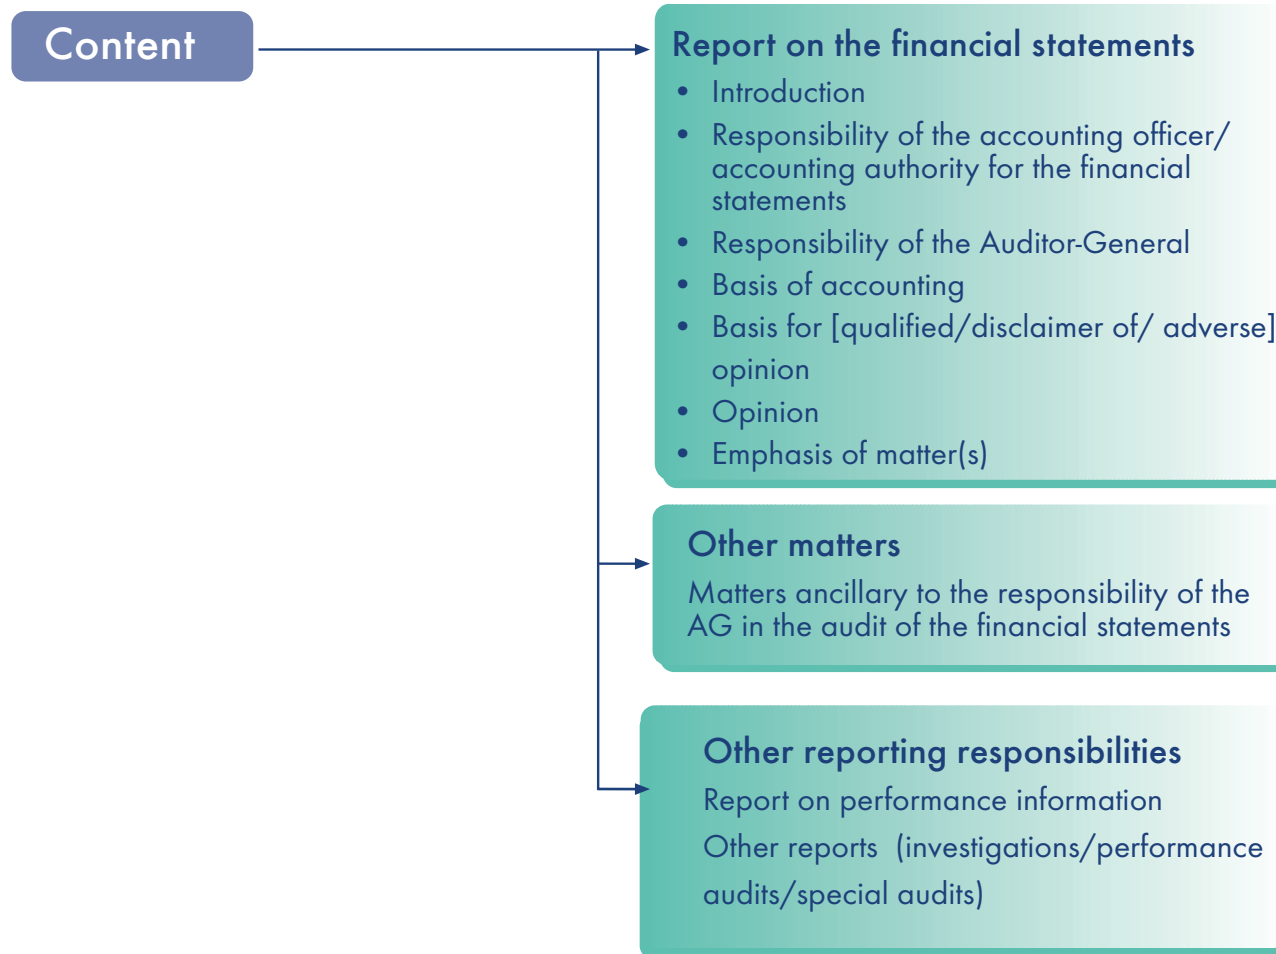 Content
Report on the financial statements
• Introduction
• Responsibility of the accounting officer/
accounting authority for the financial
statements
• Responsibility of the Auditor-General
• Basis of accounting
• Basis for [qualified/disclaimer of/ adverse]
opinion
• Opinion
• Emphasis of matter(s)
Other matters
Matters ancillary to the responsibility of the
AG in the audit of the financial statements
Other reporting responsibilities
Report on performance information
Other reports (investigations/performance
audits/special audits)